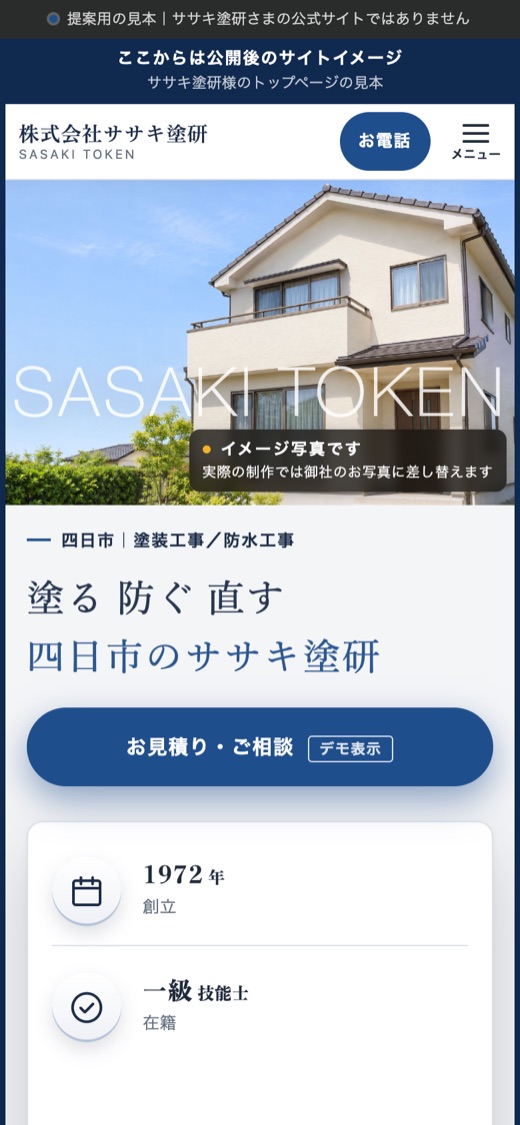 提案用の見本｜ササキ塗研さまの公式サイトではありません
ここからは公開後のサイトイメージ
ササキ塗研様のトップページの見本
株式会社ササキ塗研
SASAKI TOKEN
お電話
メニュー
SASAKI TOKEN
イメージ写真です
実際の制作では御社のお写真に差し替えます
四日市｜塗装工事／防水工事
塗る 防ぐ 直す
四日市のササキ塗研
お見積り・ご相談 デモ表示
1972 年
創立
一級 技能士
在籍